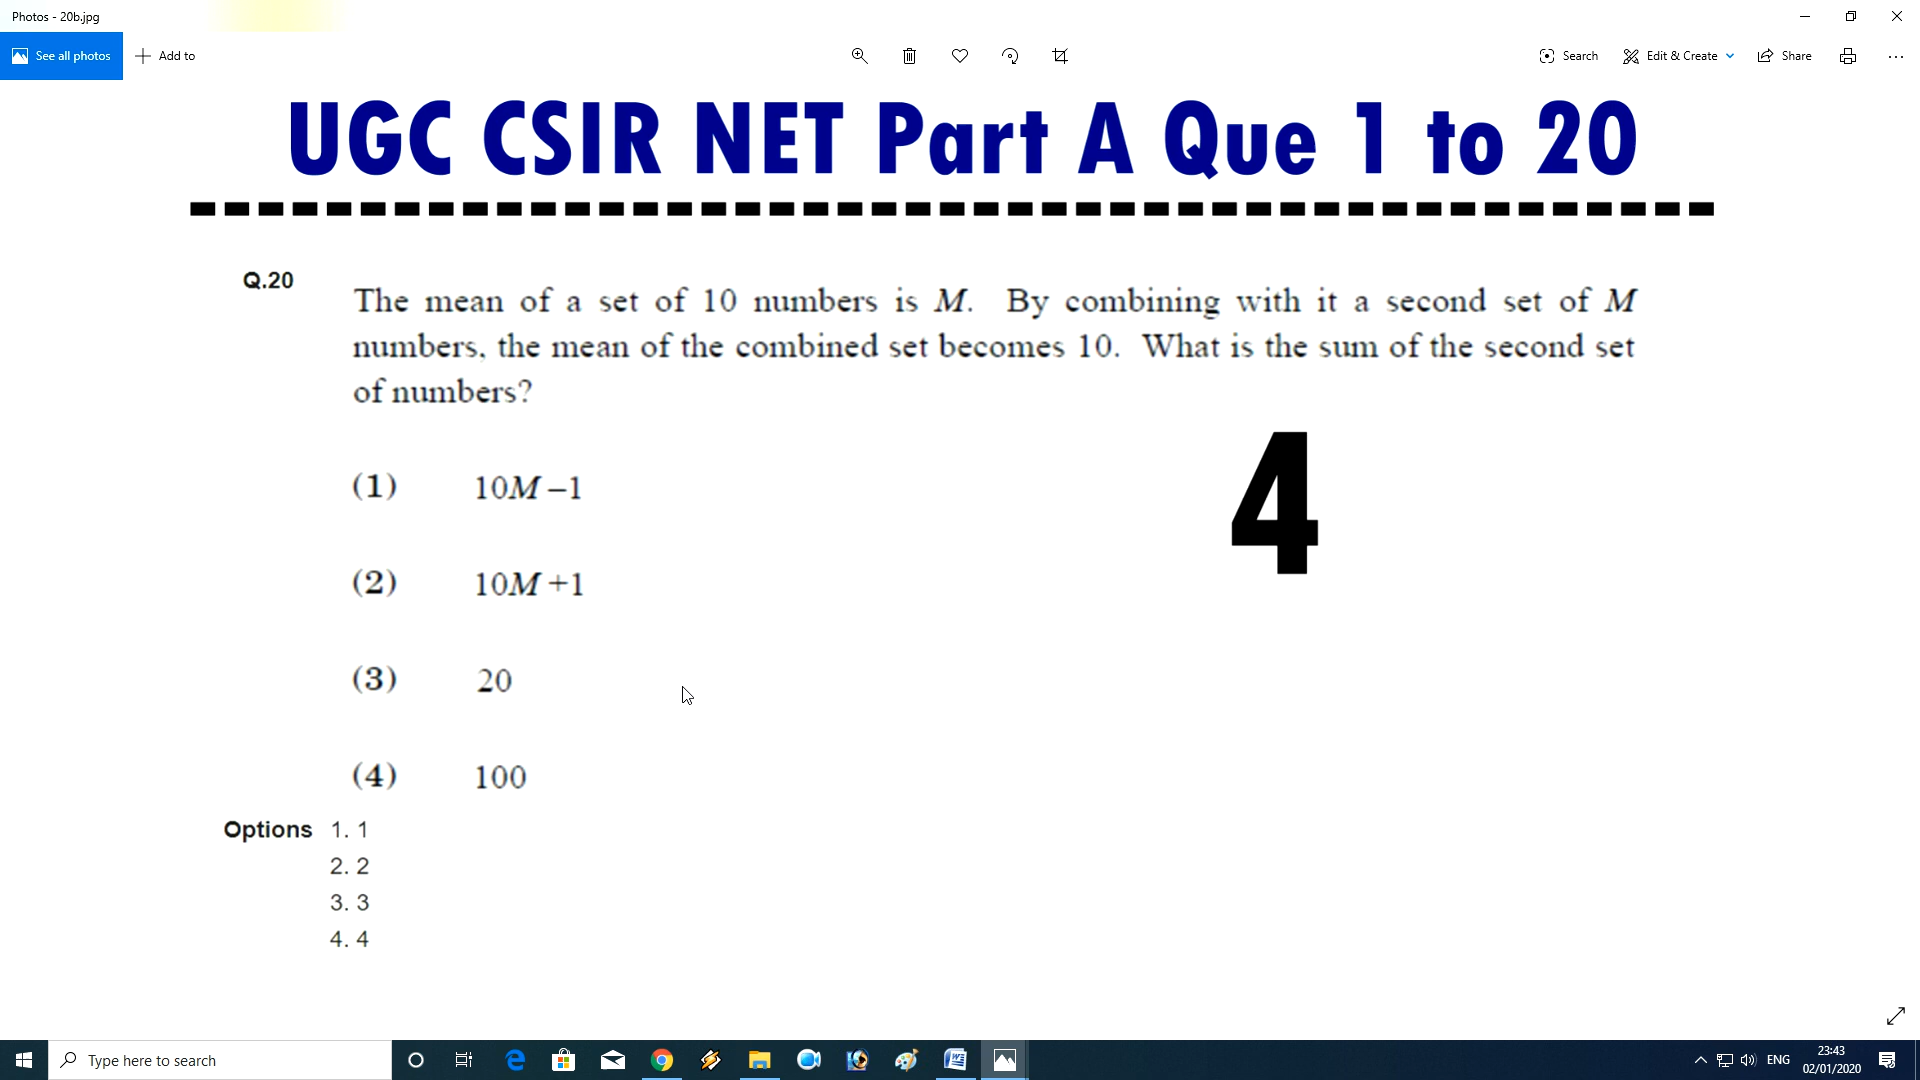 Photos - 20b.jpg
See all photos
Add to
Search
Edit & Create
Share
UGC CSIR NET Part A Que 1 to 20
Q.20
The mean of a set of 10 numbers is M. By combining with it a second set of M
numbers, the mean of the combined set becomes 10. What is the sum of the second set
of numbers?
4
(1) 10M–1
(2) 10M+1
(3) 20
(4) 100
Options 1. 1
2. 2
3. 3
4. 4
Type here to search
ENG
23:43
02/01/2020